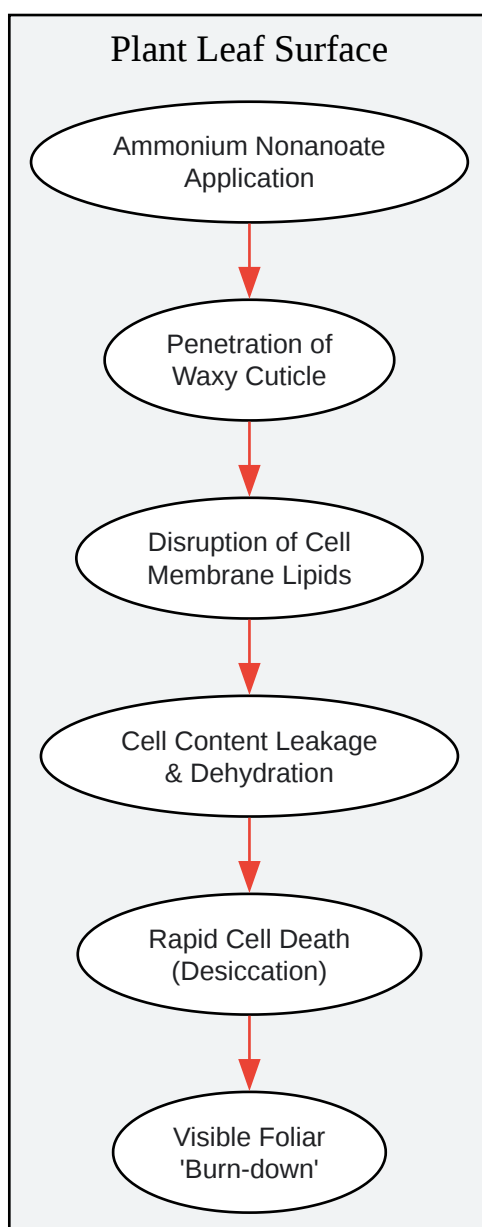 Plant Leaf Surface
Ammonium Nonanoate
Application
Penetration of
Waxy Cuticle
Disruption of Cell
Membrane Lipids
Cell Content Leakage
& Dehydration
Rapid Cell Death
(Desiccation)
Visible Foliar
'Burn-down'